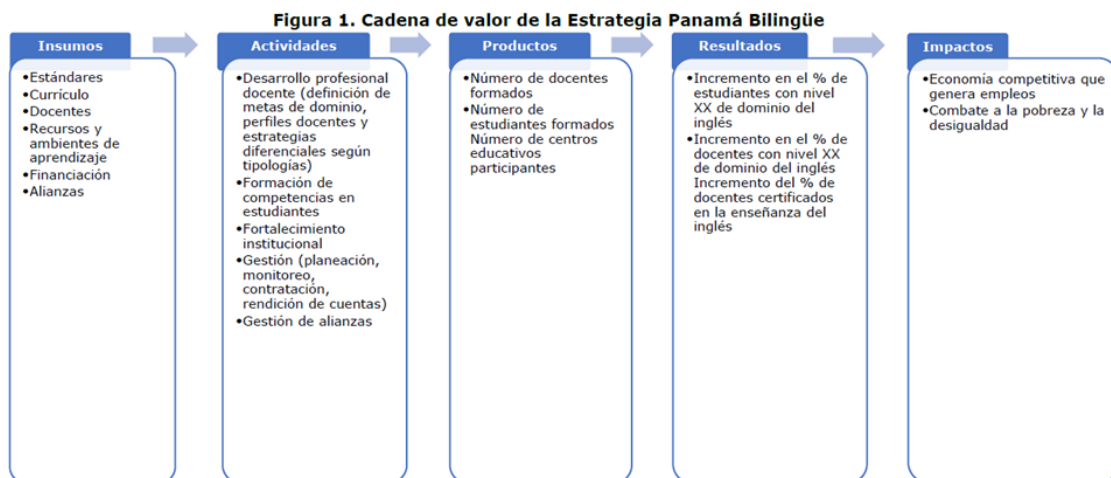 Figura 1. Cadena de valor de la Estrategia Panamá Bilingüe
Insumos
•Estándares
•Currículo
•Docentes
•Recursos y
ambientes de
aprendizaje
•Financiación
•Alianzas
Actividades
•Desarrollo profesional
docente (definición de
metas de dominio,
perfiles docentes y
estrategias
diferenciales según
tipologías)
•Formación de
competencias en
estudiantes
•Fortalecimiento
institucional
•Gestión (planeación,
monitoreo,
contratación,
rendición de cuentas)
•Gestión de alianzas
Productos
•Número de docentes
formados
•Número de
estudiantes formados
Número de centros
educativos
participantes
Resultados
•Incremento en el % de
estudiantes con nivel
XX de dominio del
inglés
•Incremento en el % de
docentes con nivel XX
de dominio del inglés
Incremento del % de
docentes certificados
en la enseñanza del
inglés
Impactos
•Economía competitiva que
genera empleos
•Combate a la pobreza y la
desigualdad